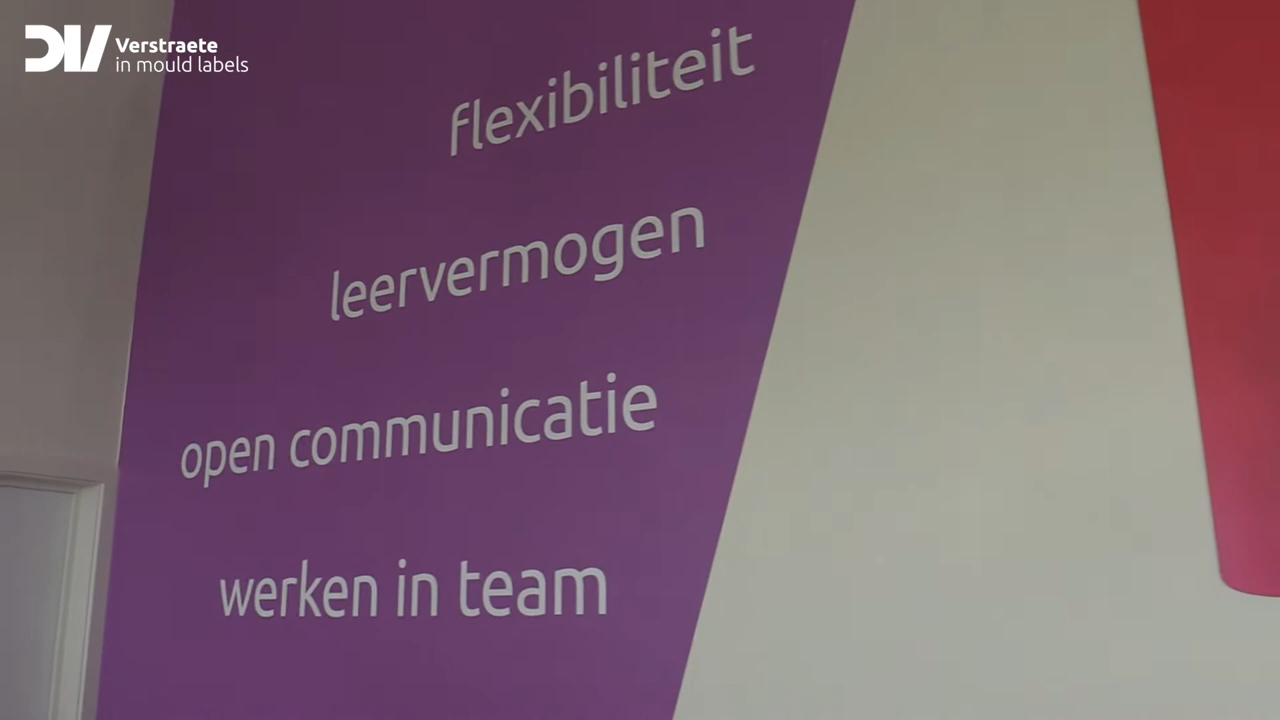 Verstraete
in mould labels
flexibiliteit
leervermogen
open communicatie
werken in team